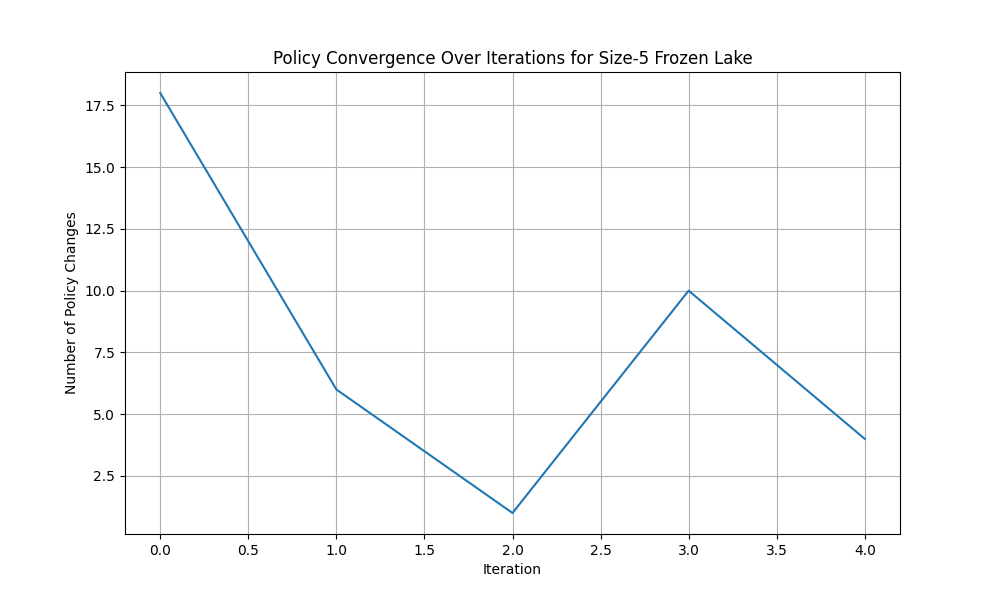 Policy Convergence Over Iterations for Size-5 Frozen Lake
Number of Policy Changes
17.5
15.0
12.5
10.0
7.5
5.0
2.5
0.0 0.5 1.0 1.5 2.0 2.5 3.0 3.5 4.0
Iteration